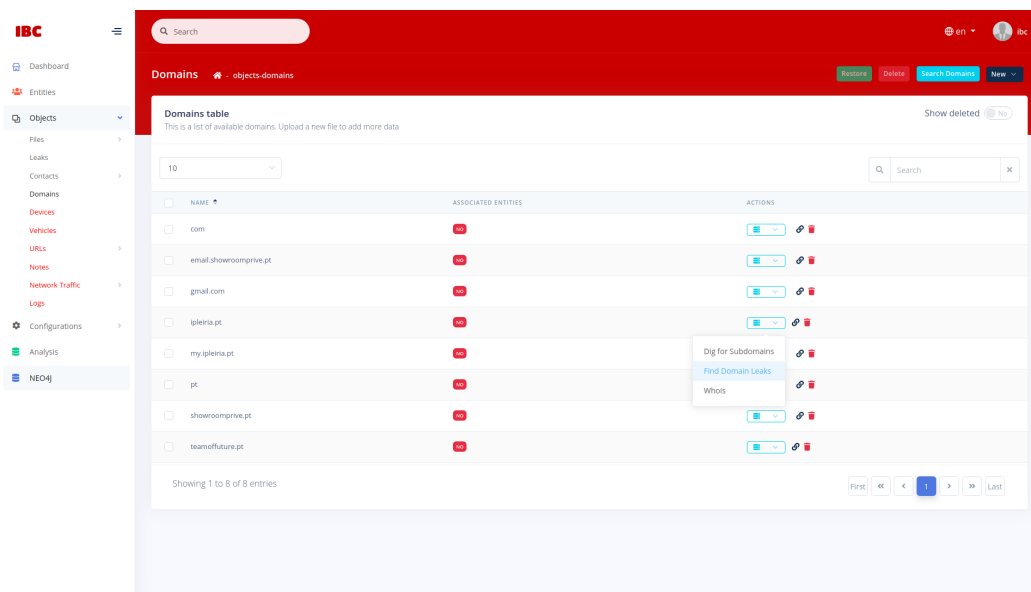 IBC
Search
en
ibc
Dashboard
Entities
Objects
Files
Leaks
Contacts
Domains
Devices
Vehicles
URLs
Notes
Network Traffic
Logs
Configurations
Analysis
NEO4J
Domains - objects-domains
Restore Delete Search Domains New
Domains table
This is a list of available domains. Upload a new file to add more data
Show deleted No
10
Search
NAME ASSOCIATED ENTITIES ACTIONS
com NO
email.showroomprive.pt NO
gmail.com NO
ipleiria.pt NO
my.ipleiria.pt NO
pt NO
showroomprive.pt NO
teamoffuture.pt NO
Dig for Subdomains
Find Domain Leaks
Whois
Showing 1 to 8 of 8 entries
First « ‹ 1 › » Last